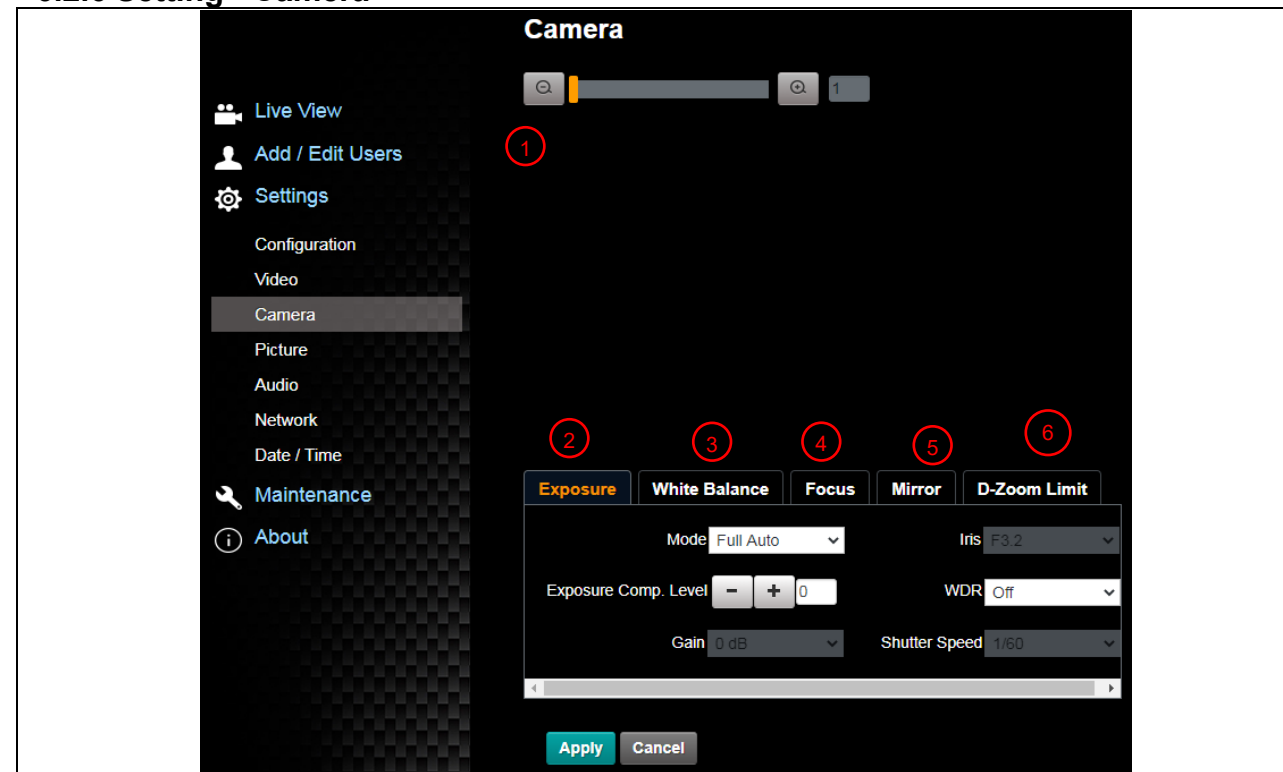 Camera
1
Live View
1
Add / Edit Users
Settings
Configuration
Video
Camera
Picture
Audio
Network
Date / Time
Maintenance
About
2 3 4 5 6
Exposure White Balance Focus Mirror D-Zoom Limit
Mode Full Auto Iris F3.2
Exposure Comp. Level - + 0 WDR Off
Gain 0 dB Shutter Speed 1/60
Apply Cancel